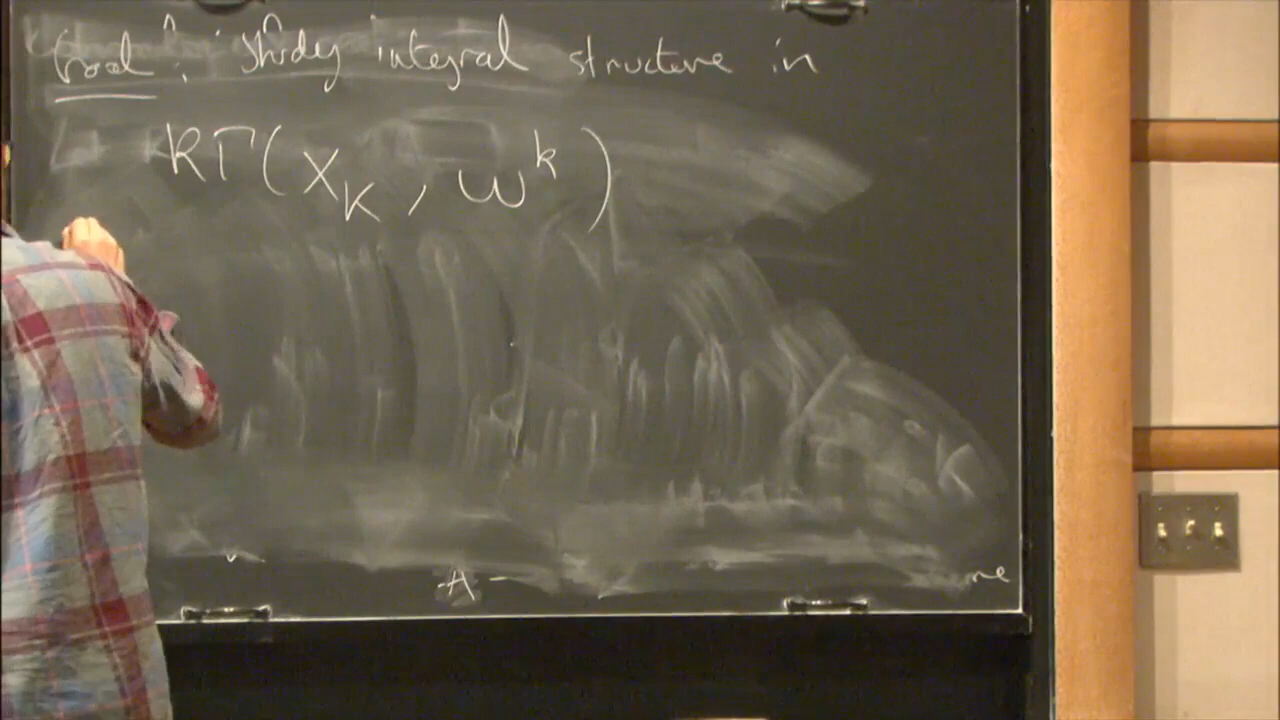 Goal : Study integral structure in
RΓ(X_K, ω^k)
A